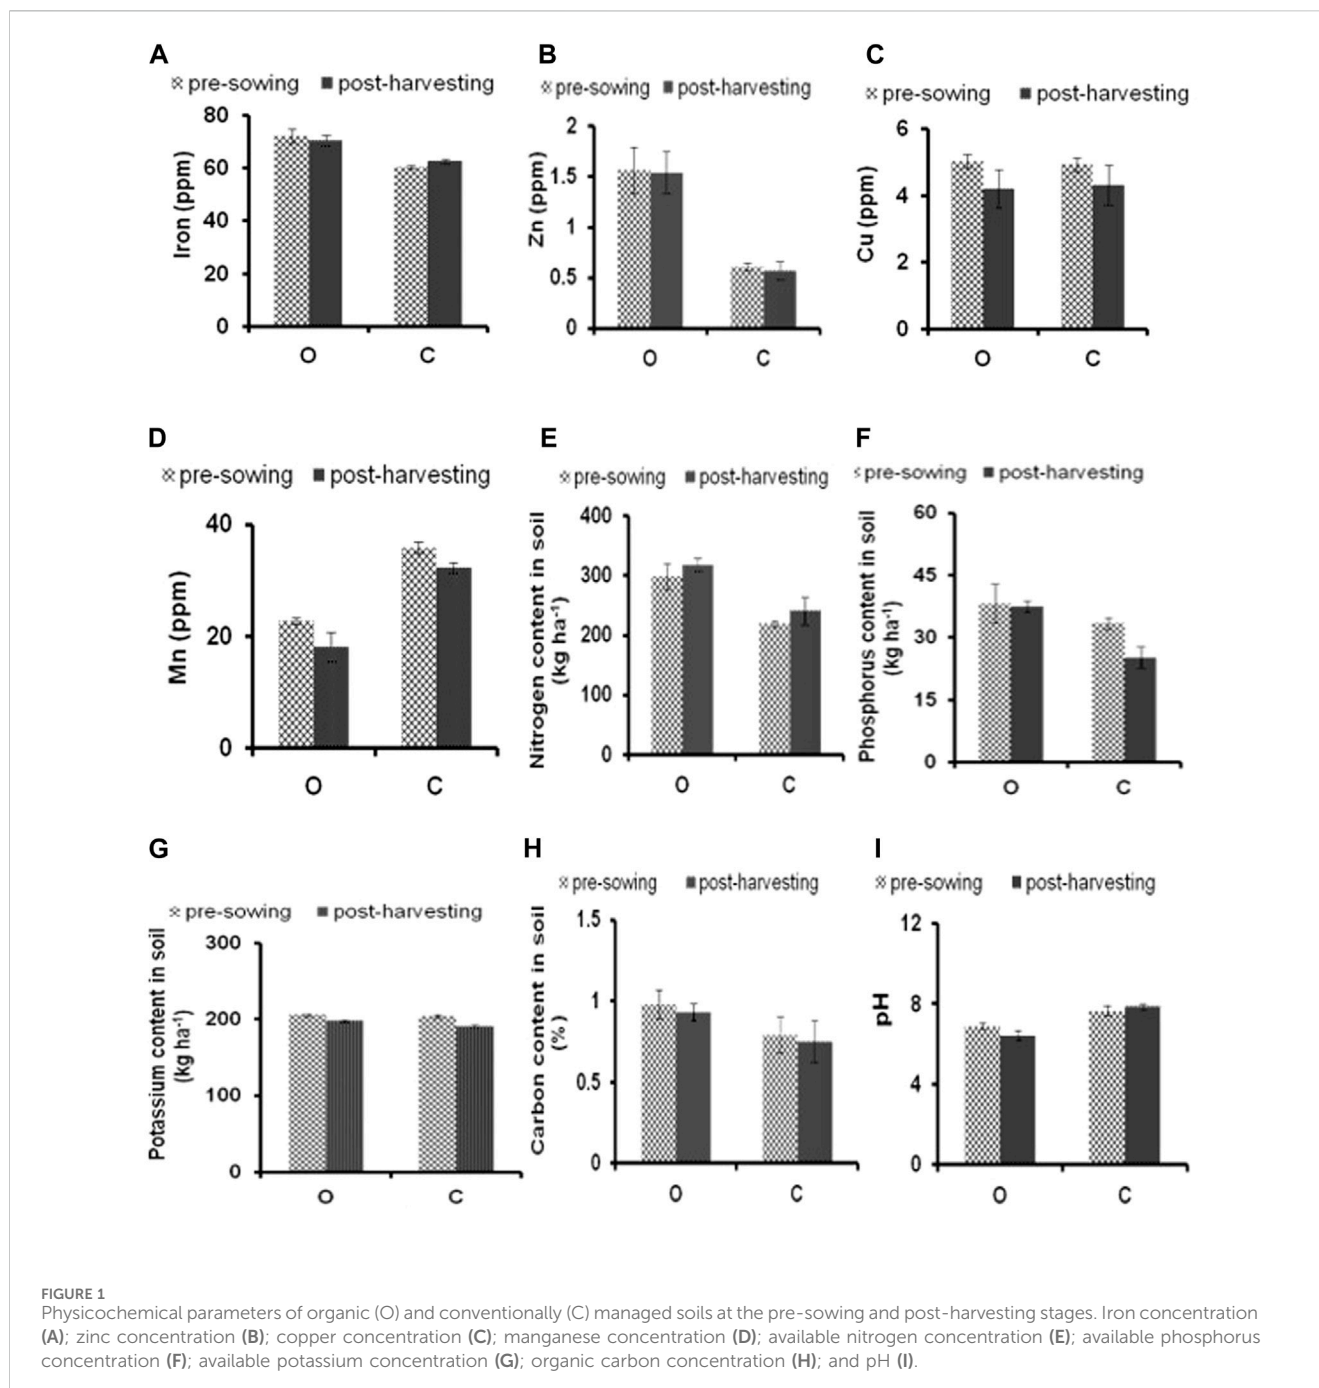 A
pre-sowing post-harvesting
80
60
40
20
0
Iron (ppm)
O C
B
pre-sowing post-harvesting
2
1.5
1
0.5
0
Zn (ppm)
O C
C
pre-sowing post-harvesting
6
4
2
0
Cu (ppm)
O C
D
pre-sowing post-harvesting
40
20
0
Mn (ppm)
O C
E
pre-sowing post-harvesting
400
300
200
100
0
Nitrogen content in soil
(kg ha⁻¹)
O C
F
pre-sowing post-harvesting
60
45
30
15
0
Phosphorus content in soil
(kg ha⁻¹)
O C
G
pre-sowing post-harvesting
300
200
100
0
Potassium content in soil
(kg ha⁻¹)
O C
H
pre-sowing post-harvesting
1.5
1
0.5
0
Carbon content in soil
(%)
O C
I
pre-sowing post-harvesting
12
8
4
0
pH
O C
FIGURE 1
Physicochemical parameters of organic (O) and conventionally (C) managed soils at the pre-sowing and post-harvesting stages. Iron concentration
(A); zinc concentration (B); copper concentration (C); manganese concentration (D); available nitrogen concentration (E); available phosphorus
concentration (F); available potassium concentration (G); organic carbon concentration (H); and pH (I).